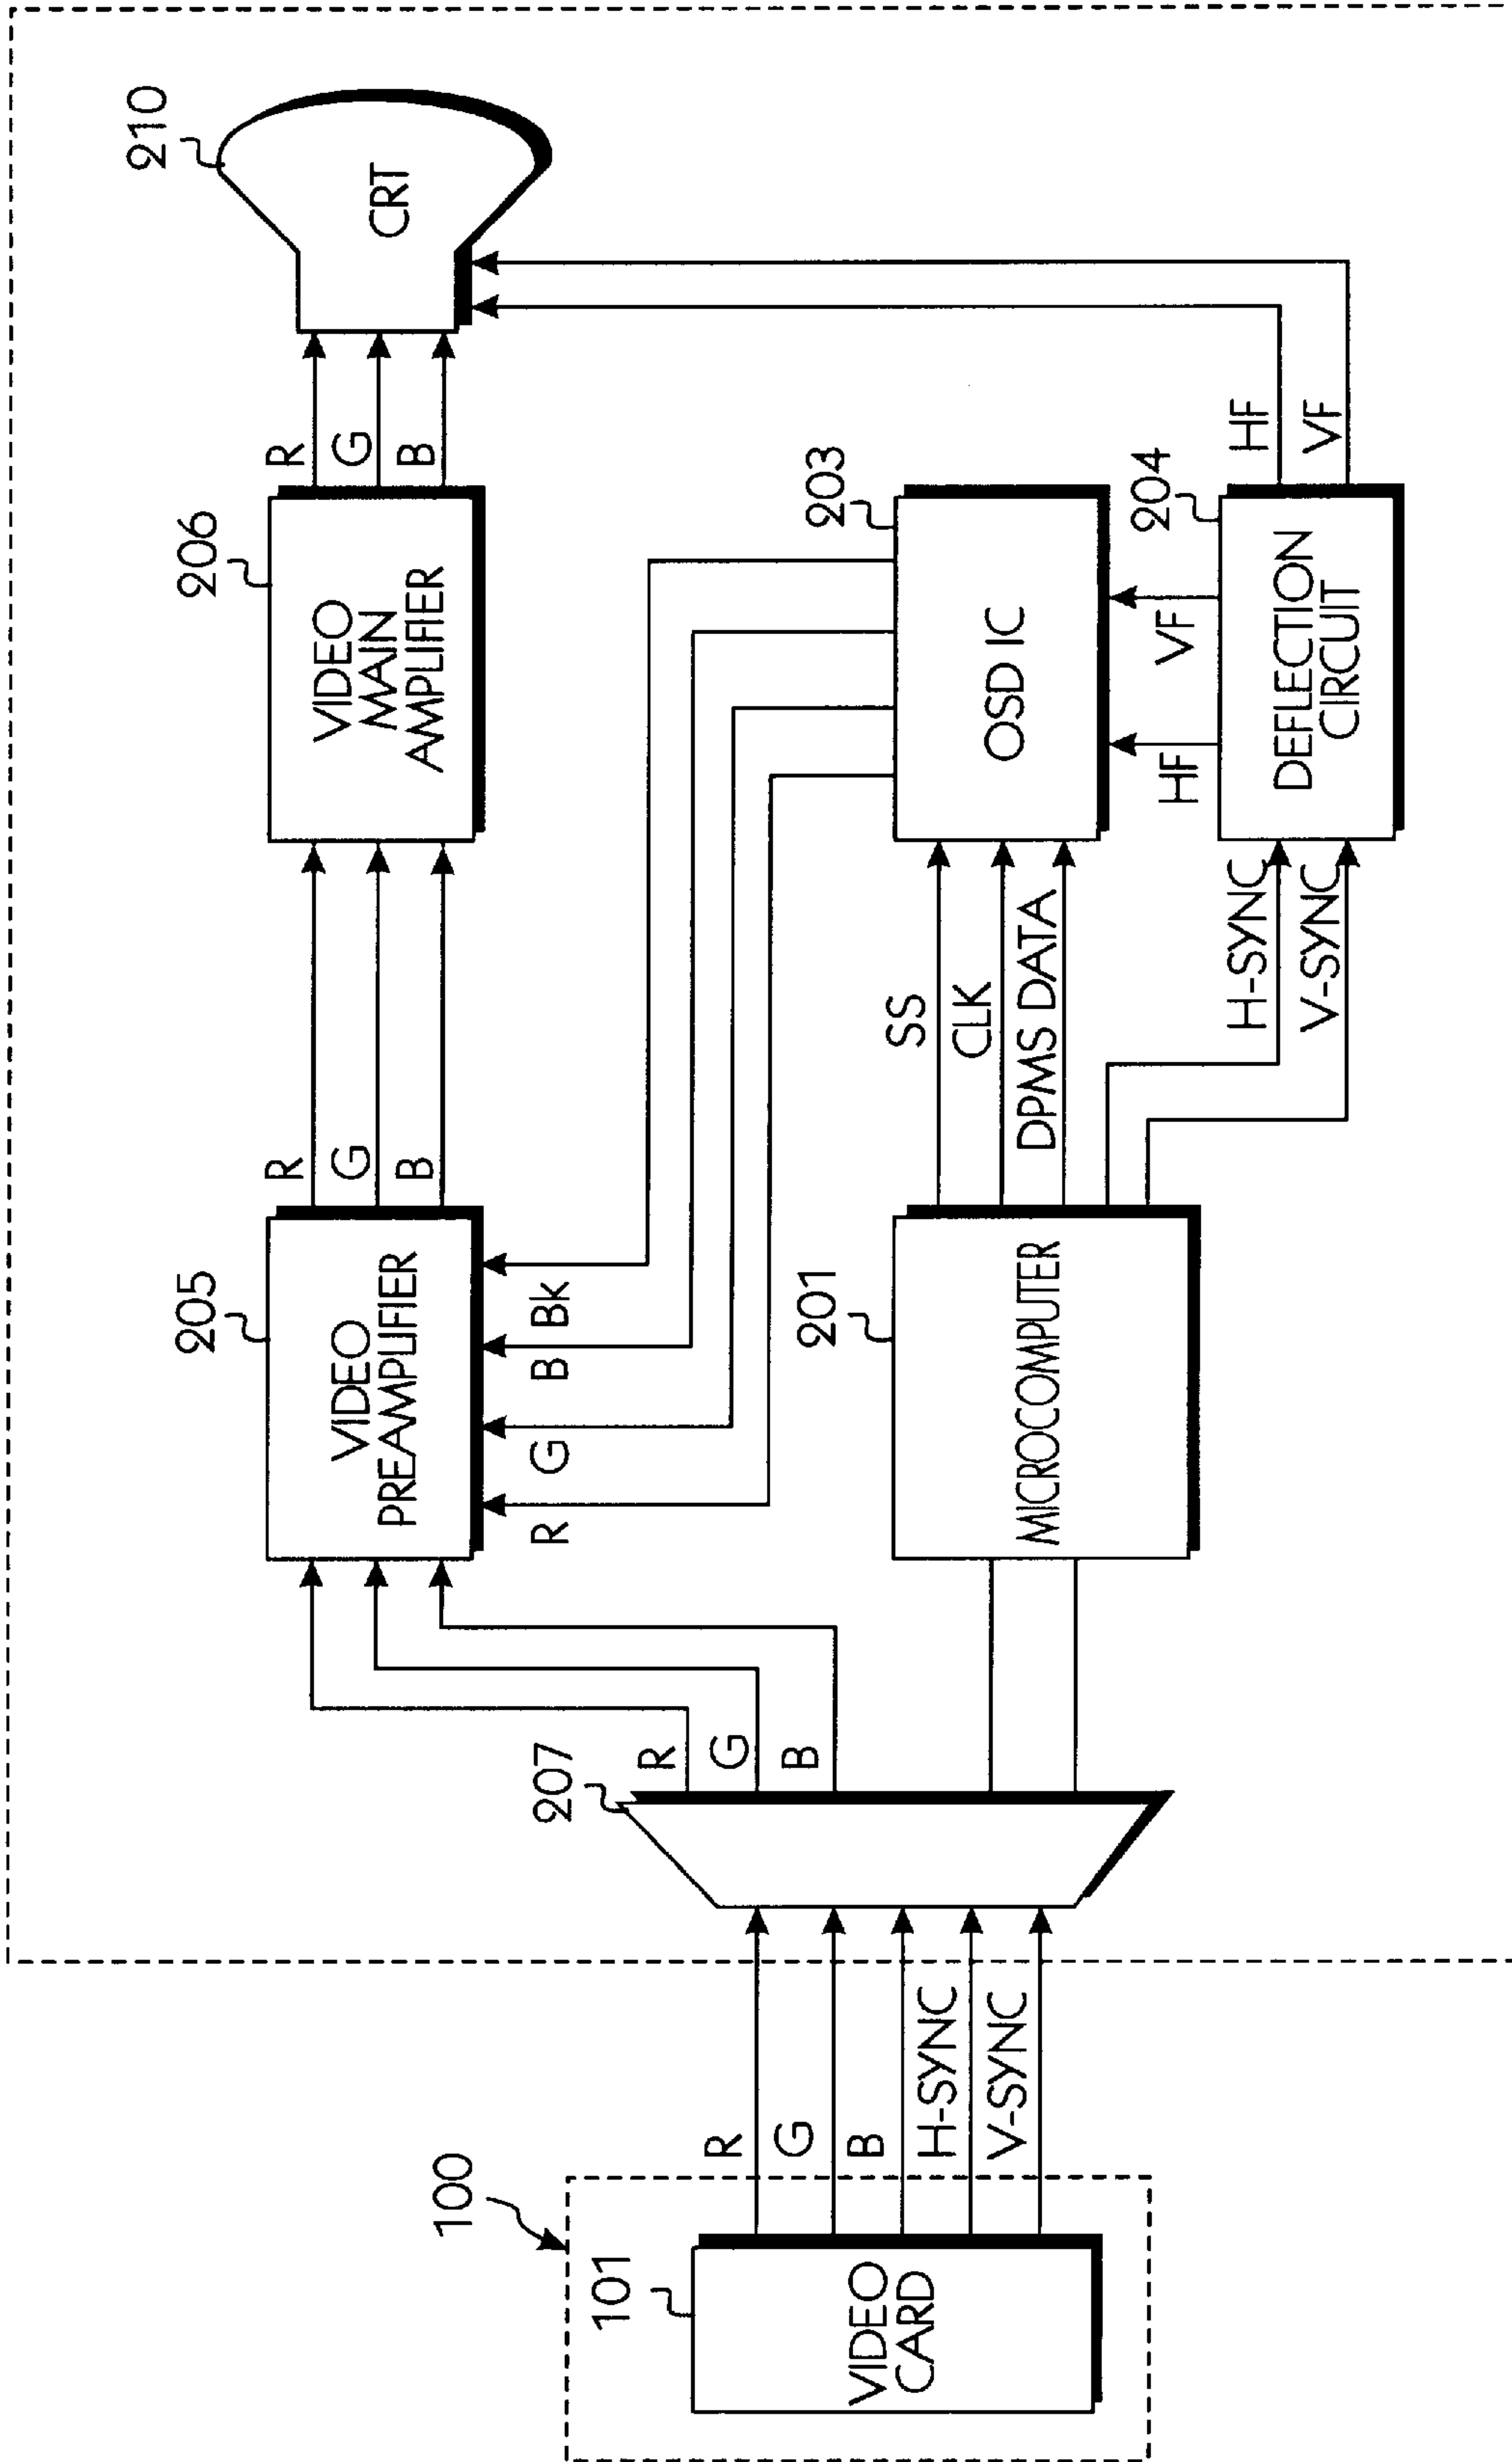 100
101
VIDEO
CARD
R
G
B
H-SYNC
V-SYNC
207
R
G
B
205
VIDEO
PREAMPLIFIER
R
G
B
Bk
R
G
B
206
VIDEO
MAIN
AMPLIFIER
R
G
B
210
CRT
201
MICROCOMPUTER
SS
CLK
DPMS DATA
H-SYNC
V-SYNC
203
OSD IC
HF
VF
204
DEFLECTION
CIRCUIT
HF
VF